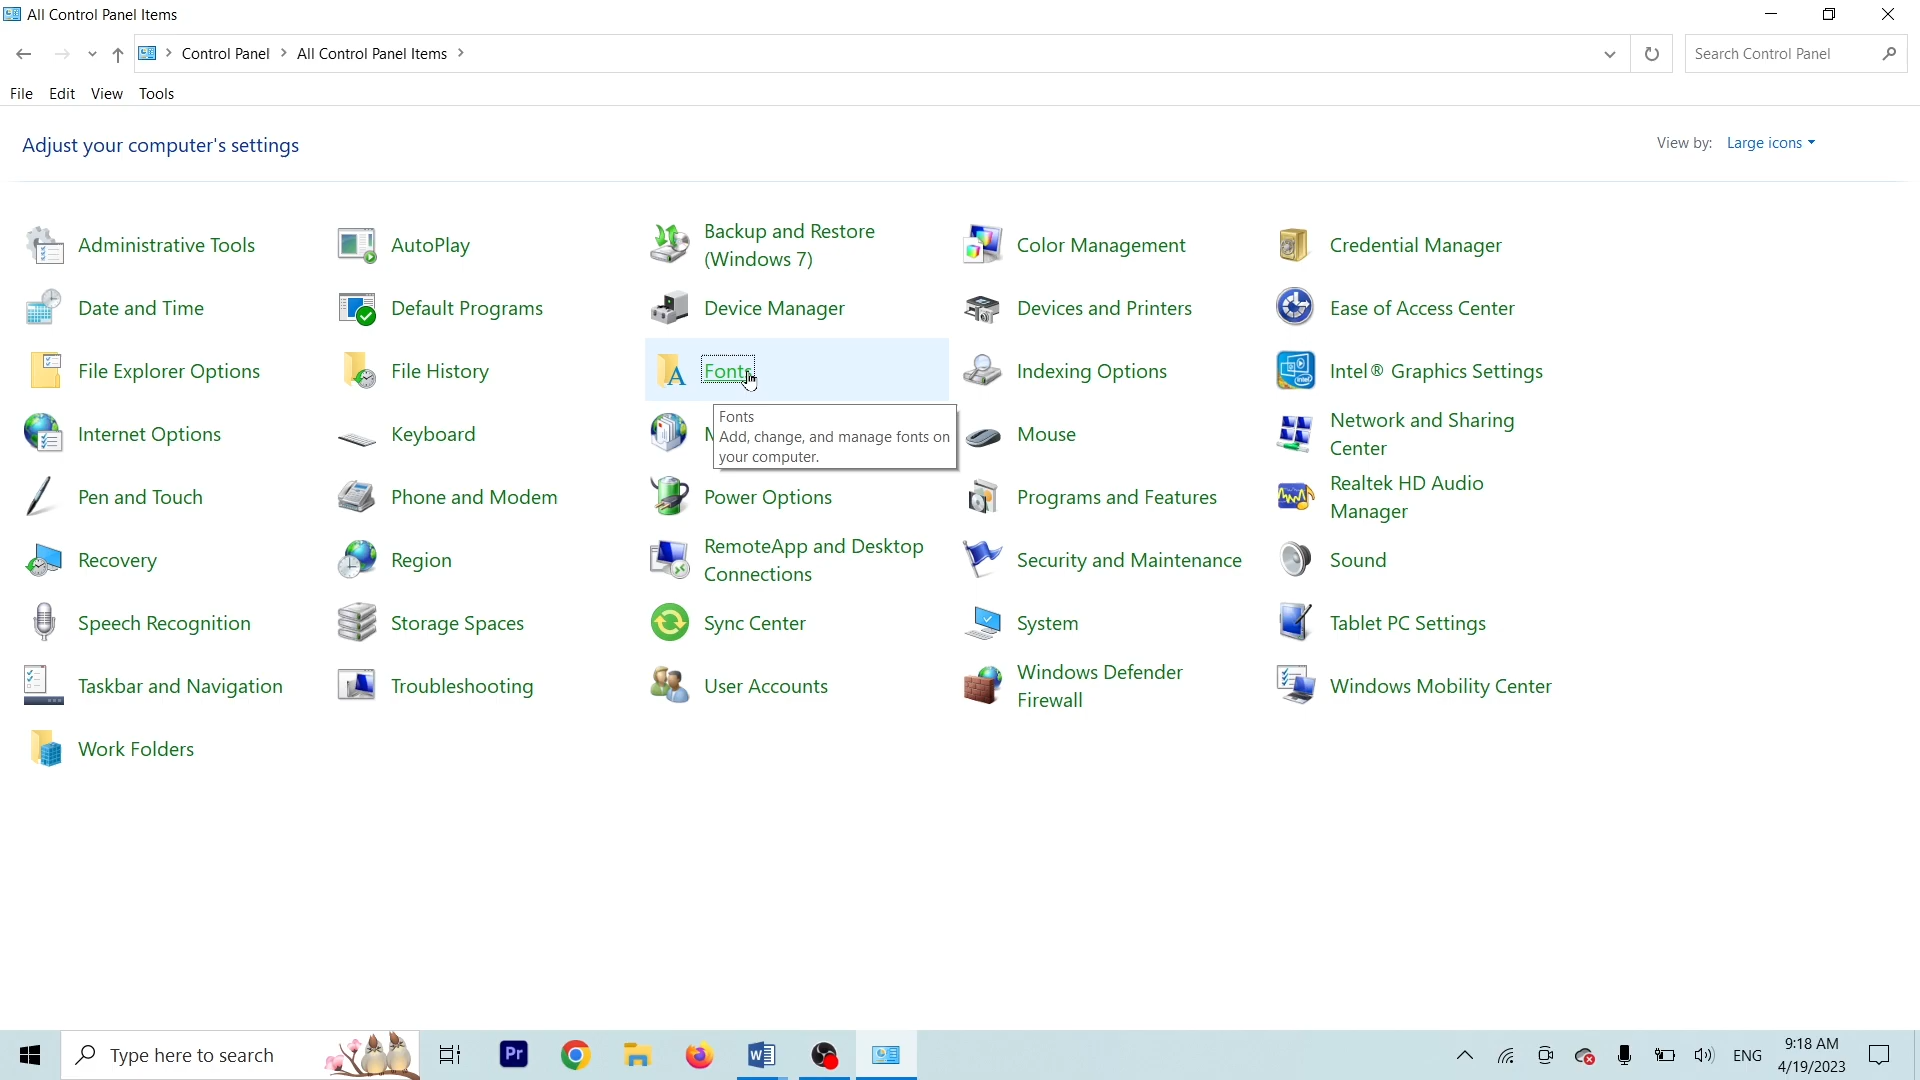 All Control Panel Items
Control Panel
All Control Panel Items
Search Control Panel
File Edit View Tools
Adjust your computer's settings
View by: Large icons
Administrative Tools
AutoPlay
Backup and Restore
(Windows 7)
Color Management
Credential Manager
Date and Time
Default Programs
Device Manager
Devices and Printers
Ease of Access Center
File Explorer Options
File History
Fonts
Indexing Options
Intel® Graphics Settings
Fonts
Add, change, and manage fonts on
your computer.
Internet Options
Keyboard
Mouse
Network and Sharing
Center
Pen and Touch
Phone and Modem
Power Options
Programs and Features
Realtek HD Audio
Manager
Recovery
Region
RemoteApp and Desktop
Connections
Security and Maintenance
Sound
Speech Recognition
Storage Spaces
Sync Center
System
Tablet PC Settings
Taskbar and Navigation
Troubleshooting
User Accounts
Windows Defender
Firewall
Windows Mobility Center
Work Folders
Type here to search
Pr
ENG
9:18 AM
4/19/2023